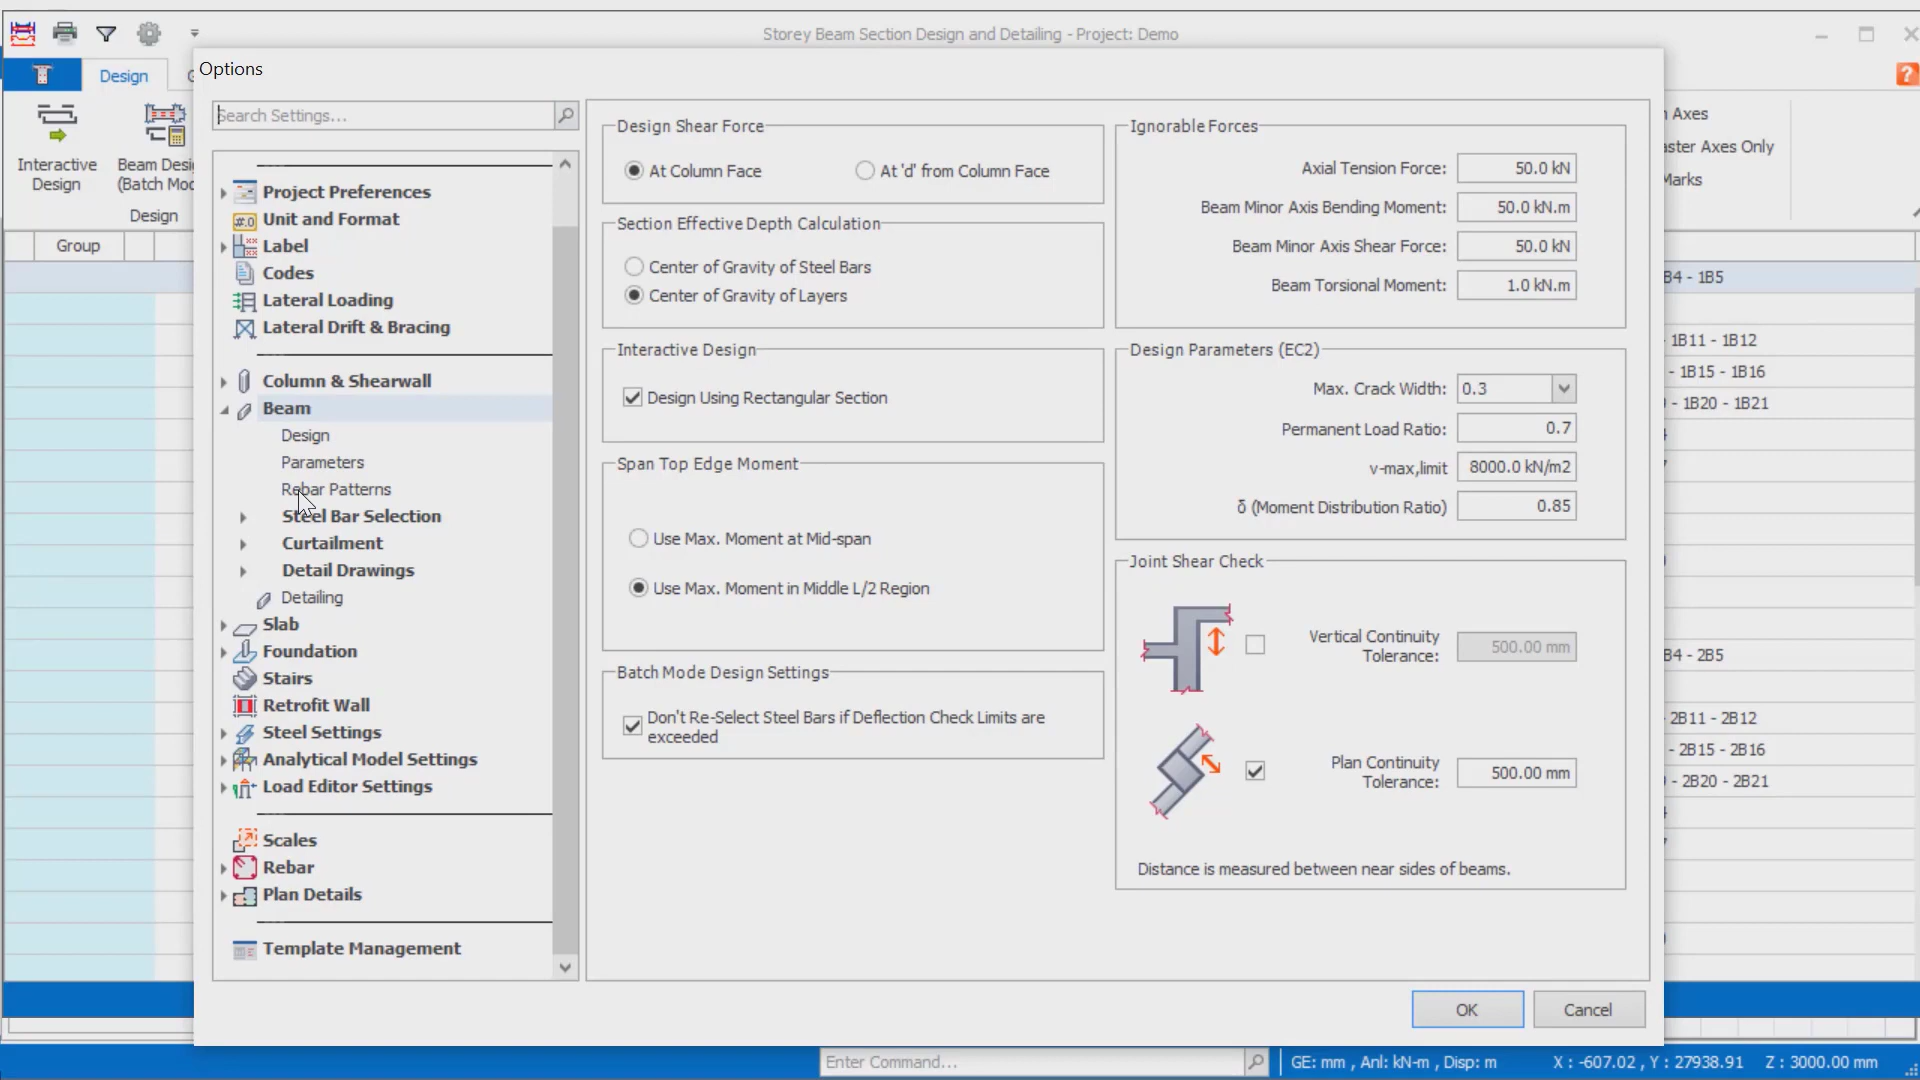 Storey Beam Section Design and Detailing - Project: Demo
Design
Interactive
Design
Beam
(Batch
Design
Group
Axes
Axes Only
Options
Search Settings...
Project Preferences
Unit and Format
Label
Codes
Lateral Loading
Lateral Drift & Bracing
Column & Shearwall
Beam
Design
Parameters
Rebar Patterns
Steel Bar Selection
Curtailment
Detail Drawings
Detailing
Slab
Foundation
Stairs
Retrofit Wall
Steel Settings
Analytical Model Settings
Load Editor Settings
Scales
Rebar
Plan Details
Template Management
Design Shear Force
At Column Face
At 'd' from Column Face
Section Effective Depth Calculation
Center of Gravity of Steel Bars
Center of Gravity of Layers
Interactive Design
Design Using Rectangular Section
Span Top Edge Moment
Use Max. Moment at Mid-span
Use Max. Moment in Middle L/2 Region
Batch Mode Design Settings
Don't Re-Select Steel Bars if Deflection Check Limits are
exceeded
Ignorable Forces
Axial Tension Force: 50.0 kN
Beam Minor Axis Bending Moment: 50.0 kN.m
Beam Minor Axis Shear Force: 50.0 kN
Beam Torsional Moment: 1.0 kN.m
Design Parameters (EC2)
Max. Crack Width: 0.3
Permanent Load Ratio: 0.7
v-max,limit 8000.0 kN/m2
δ (Moment Distribution Ratio) 0.85
Joint Shear Check
Vertical Continuity
Tolerance: 500.00 mm
Plan Continuity
Tolerance: 500.00 mm
Distance is measured between near sides of beams.
OK
Cancel
- 1B5
1B11 - 1B12
- 1B15 - 1B16
- 1B20 - 1B21
- 2B5
2B11 - 2B12
- 2B15 - 2B16
- 2B20 - 2B21
Enter Command...
GE: mm , Anl: kN-m , Disp: m
X : -607.02 , Y : 27938.91
Z : 3000.00 mm